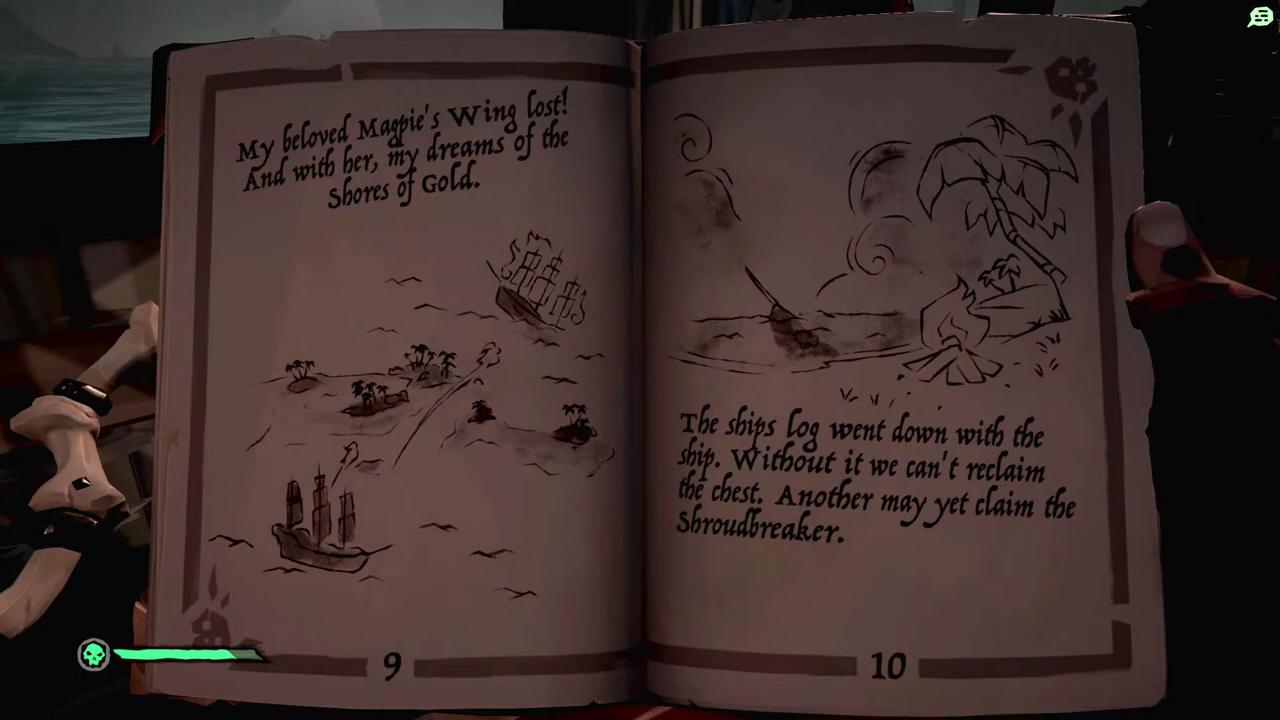 My beloved Magpie's Wing lost!
And with her, my dreams of the
Shores of Gold.
9
The ships log went down with the
ship. Without it we can't reclaim
the chest. Another may yet claim the
Shroudbreaker.
10